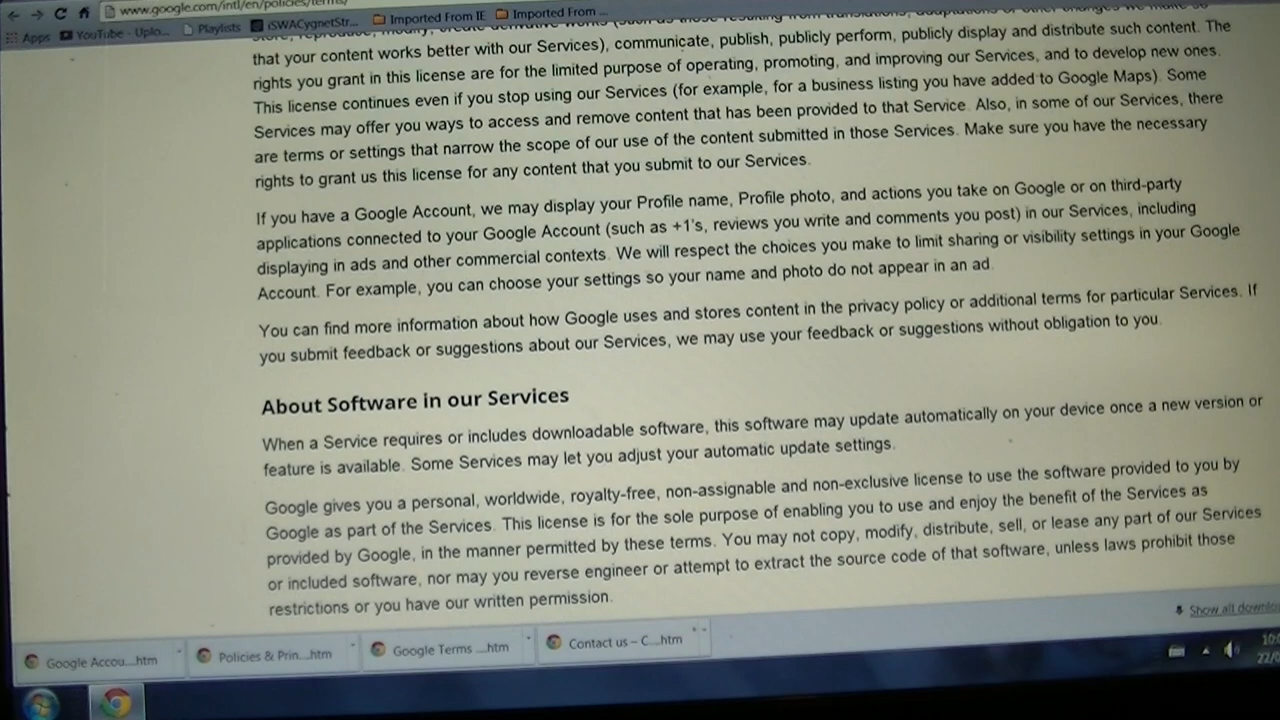 www.google.com/intl/en/policies/terms/
Apps YouTube - Uplo... Playlists iSWACygnetStr... Imported From IE Imported From ...
that your content works better with our Services), communicate, publish, publicly perform, publicly display and distribute such content. The
rights you grant in this license are for the limited purpose of operating, promoting, and improving our Services, and to develop new ones.
This license continues even if you stop using our Services (for example, for a business listing you have added to Google Maps). Some
Services may offer you ways to access and remove content that has been provided to that Service. Also, in some of our Services, there
are terms or settings that narrow the scope of our use of the content submitted in those Services. Make sure you have the necessary
rights to grant us this license for any content that you submit to our Services.
If you have a Google Account, we may display your Profile name, Profile photo, and actions you take on Google or on third-party
applications connected to your Google Account (such as +1's, reviews you write and comments you post) in our Services, including
displaying in ads and other commercial contexts. We will respect the choices you make to limit sharing or visibility settings in your Google
Account. For example, you can choose your settings so your name and photo do not appear in an ad.
You can find more information about how Google uses and stores content in the privacy policy or additional terms for particular Services. If
you submit feedback or suggestions about our Services, we may use your feedback or suggestions without obligation to you.
About Software in our Services
When a Service requires or includes downloadable software, this software may update automatically on your device once a new version or
feature is available. Some Services may let you adjust your automatic update settings.
Google gives you a personal, worldwide, royalty-free, non-assignable and non-exclusive license to use the software provided to you by
Google as part of the Services. This license is for the sole purpose of enabling you to use and enjoy the benefit of the Services as
provided by Google, in the manner permitted by these terms. You may not copy, modify, distribute, sell, or lease any part of our Services
or included software, nor may you reverse engineer or attempt to extract the source code of that software, unless laws prohibit those
restrictions or you have our written permission.
Show all downlo
Google Accou....htm Policies & Prin....htm Google Terms ....htm Contact us – C....htm
10:
22/